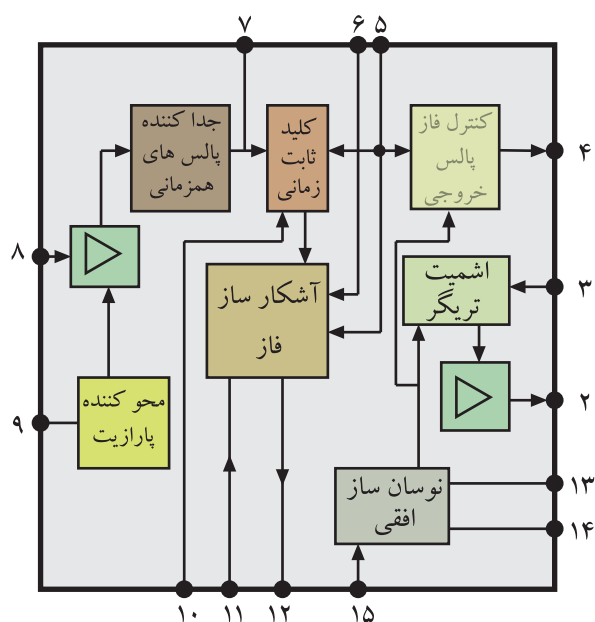 ۷
۶
۵
جدا کننده
پالس های
همزمانی
کلید
ثابت
زمانی
کنترل فاز
پالس
خروجی
۴
۸
اشمیت
تریگر
۳
آشکار ساز
فاز
محو کننده
پارازیت
۹
۲
نوسان ساز
افقی
۱۳
۱۴
۱۰
۱۱
۱۲
۱۵